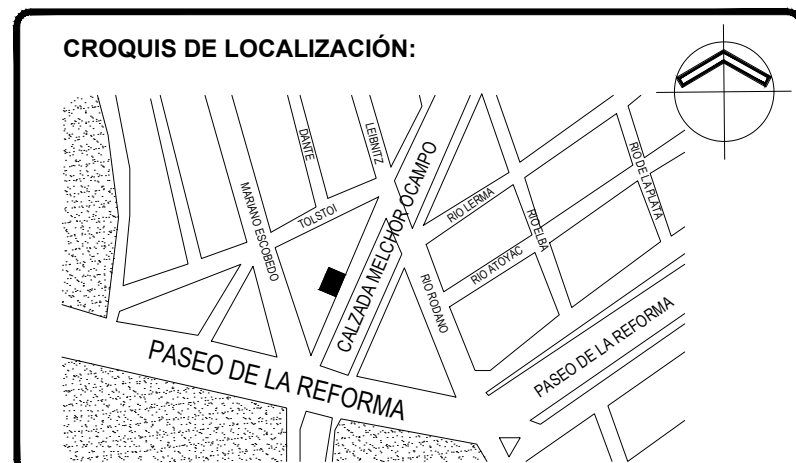 CROQUIS DE LOCALIZACIÓN:
DANTE
LEIBNITZ
MARIANO ESCOBEDO
TOLSTOI
CALZADA MELCHOR OCAMPO
RIO LERMA
RIO DE LA PLATA
RIO ELBA
RIO ATOYAC
RIO RODANO
PASEO DE LA REFORMA
PASEO DE LA REFORMA